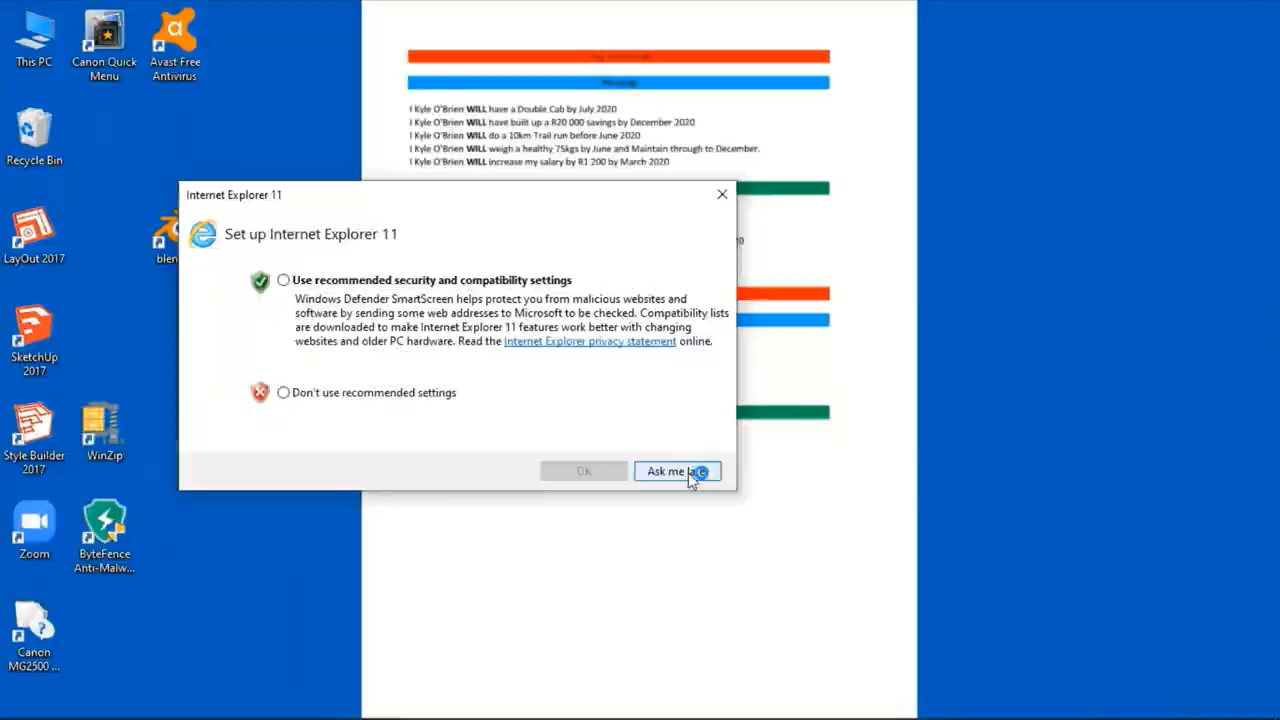 This PC
Canon Quick
Menu
Avast Free
Antivirus
Recycle Bin
LayOut 2017
SketchUp
2017
Style Builder
2017
WinZip
Zoom
ByteFence
Anti-Malw...
Canon
MG2500 ...
I Kyle O'Brien WILL have a Double Cab by July 2020
I Kyle O'Brien WILL have built up a R20 000 savings by December 2020
I Kyle O'Brien WILL do a 10km Trail run before June 2020
I Kyle O'Brien WILL weigh a healthy 75kgs by June and Maintain through to December.
I Kyle O'Brien WILL increase my salary by R1 200 by March 2020
Internet Explorer 11
Set up Internet Explorer 11
Use recommended security and compatibility settings
Windows Defender SmartScreen helps protect you from malicious websites and
software by sending some web addresses to Microsoft to be checked. Compatibility lists
are downloaded to make Internet Explorer 11 features work better with changing
websites and older PC hardware. Read the Internet Explorer privacy statement online.
Don't use recommended settings
OK
Ask me